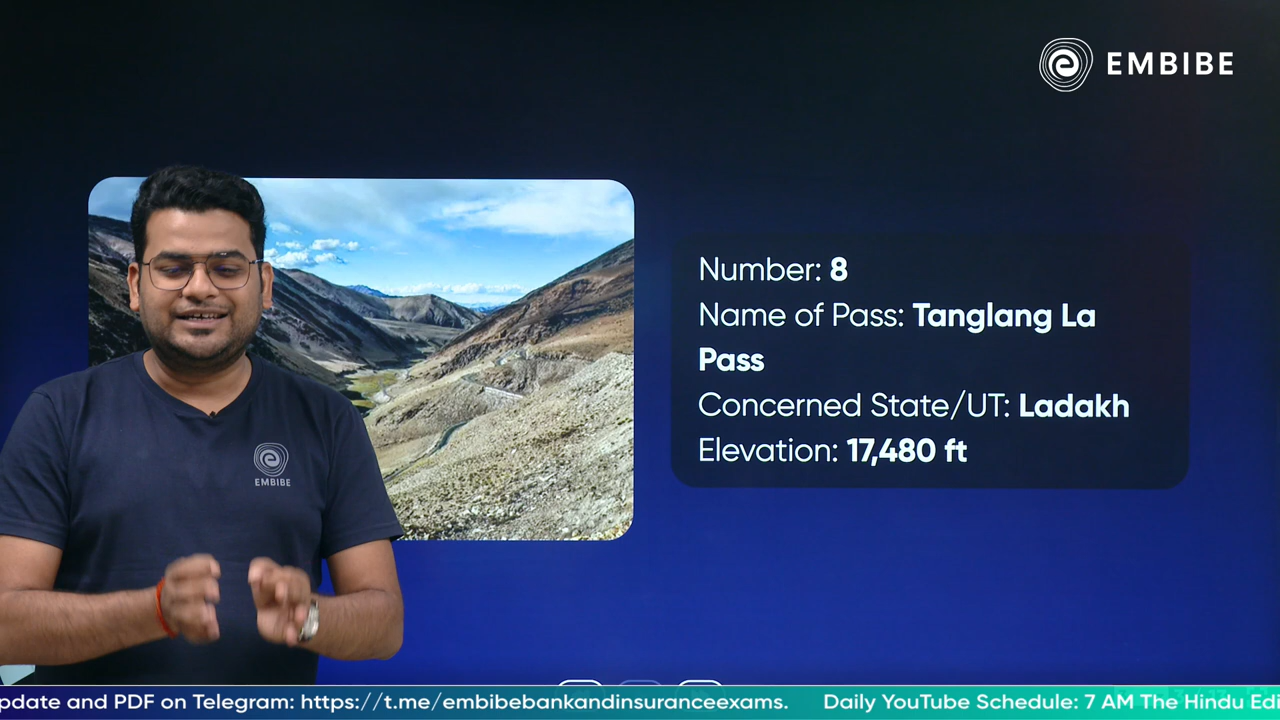 EMBIBE
Number: 8
Name of Pass: Tanglang La
Pass
Concerned State/UT: Ladakh
Elevation: 17,480 ft
EMBIBE
pdate and PDF on Telegram: https://t.me/embibebankandinsuranceexams. Daily YouTube Schedule: 7 AM The Hindu Edi